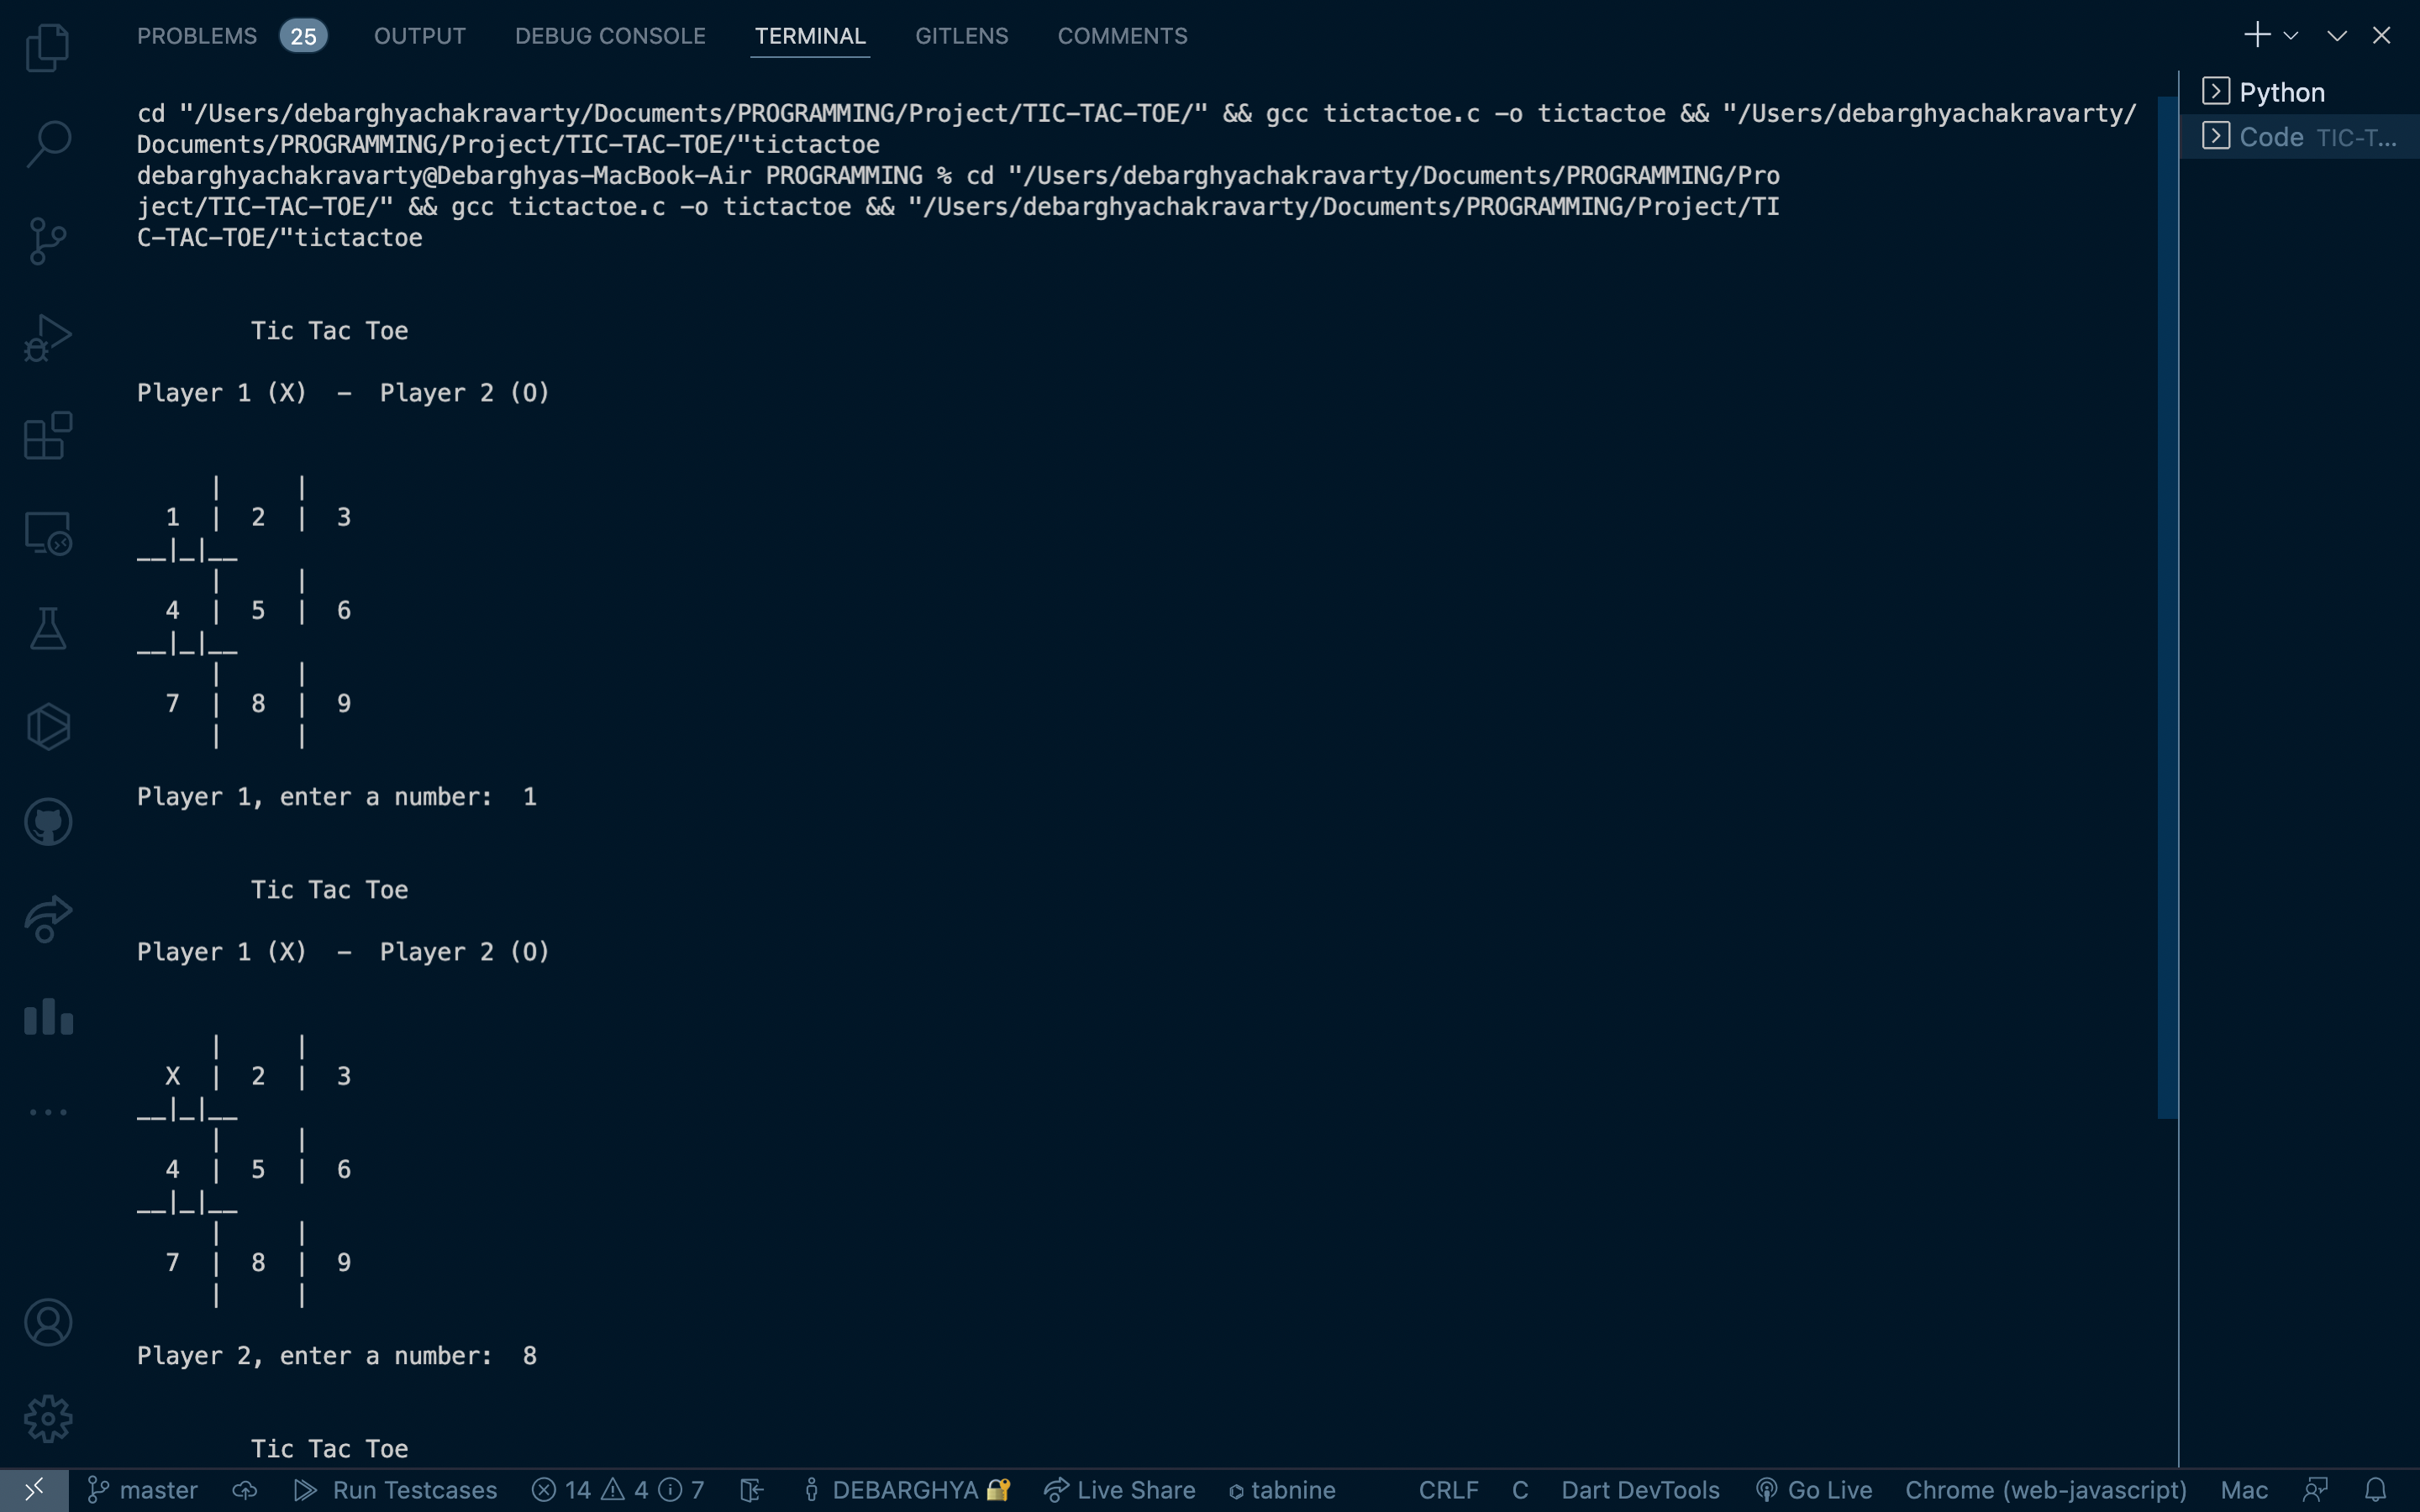 PROBLEMS 25 OUTPUT DEBUG CONSOLE TERMINAL GITLENS COMMENTS
Python
Code TIC-T...
cd "/Users/debarghyachakravarty/Documents/PROGRAMMING/Project/TIC-TAC-TOE/" && gcc tictactoe.c -o tictactoe && "/Users/debarghyachakravarty/
Documents/PROGRAMMING/Project/TIC-TAC-TOE/"tictactoe
debarghyachakravarty@Debarghyas-MacBook-Air PROGRAMMING % cd "/Users/debarghyachakravarty/Documents/PROGRAMMING/Pro
ject/TIC-TAC-TOE/" && gcc tictactoe.c -o tictactoe && "/Users/debarghyachakravarty/Documents/PROGRAMMING/Project/TI
C-TAC-TOE/"tictactoe
Tic Tac Toe
Player 1 (X)  -  Player 2 (O)
     |     |
  1  |  2  |  3
__|_|__
     |     |
  4  |  5  |  6
__|_|__
     |     |
  7  |  8  |  9
     |     |
Player 1, enter a number:  1
Tic Tac Toe
Player 1 (X)  -  Player 2 (O)
     |     |
  X  |  2  |  3
__|_|__
     |     |
  4  |  5  |  6
__|_|__
     |     |
  7  |  8  |  9
     |     |
Player 2, enter a number:  8
Tic Tac Toe
master Run Testcases 14 4 7 DEBARGHYA 🔐 Live Share tabnine CRLF C Dart DevTools Go Live Chrome (web-javascript) Mac